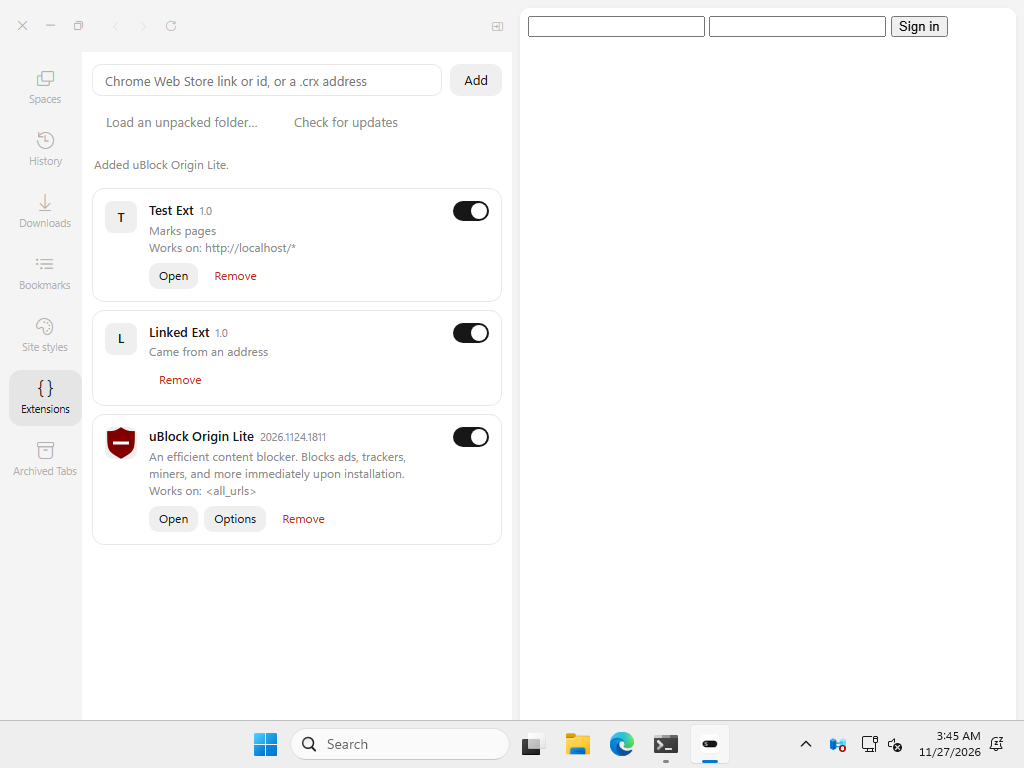 Sign in
Spaces
History
Downloads
Bookmarks
Site styles
{ }
Extensions
Archived Tabs
Chrome Web Store link or id, or a .crx address
Add
Load an unpacked folder...
Check for updates
Added uBlock Origin Lite.
T
Test Ext 1.0
Marks pages
Works on: http://localhost/*
Open
Remove
L
Linked Ext 1.0
Came from an address
Remove
uBlock Origin Lite 2026.1124.1811
An efficient content blocker. Blocks ads, trackers,
miners, and more immediately upon installation.
Works on: <all_urls>
Open
Options
Remove
Search
3:45 AM
11/27/2026